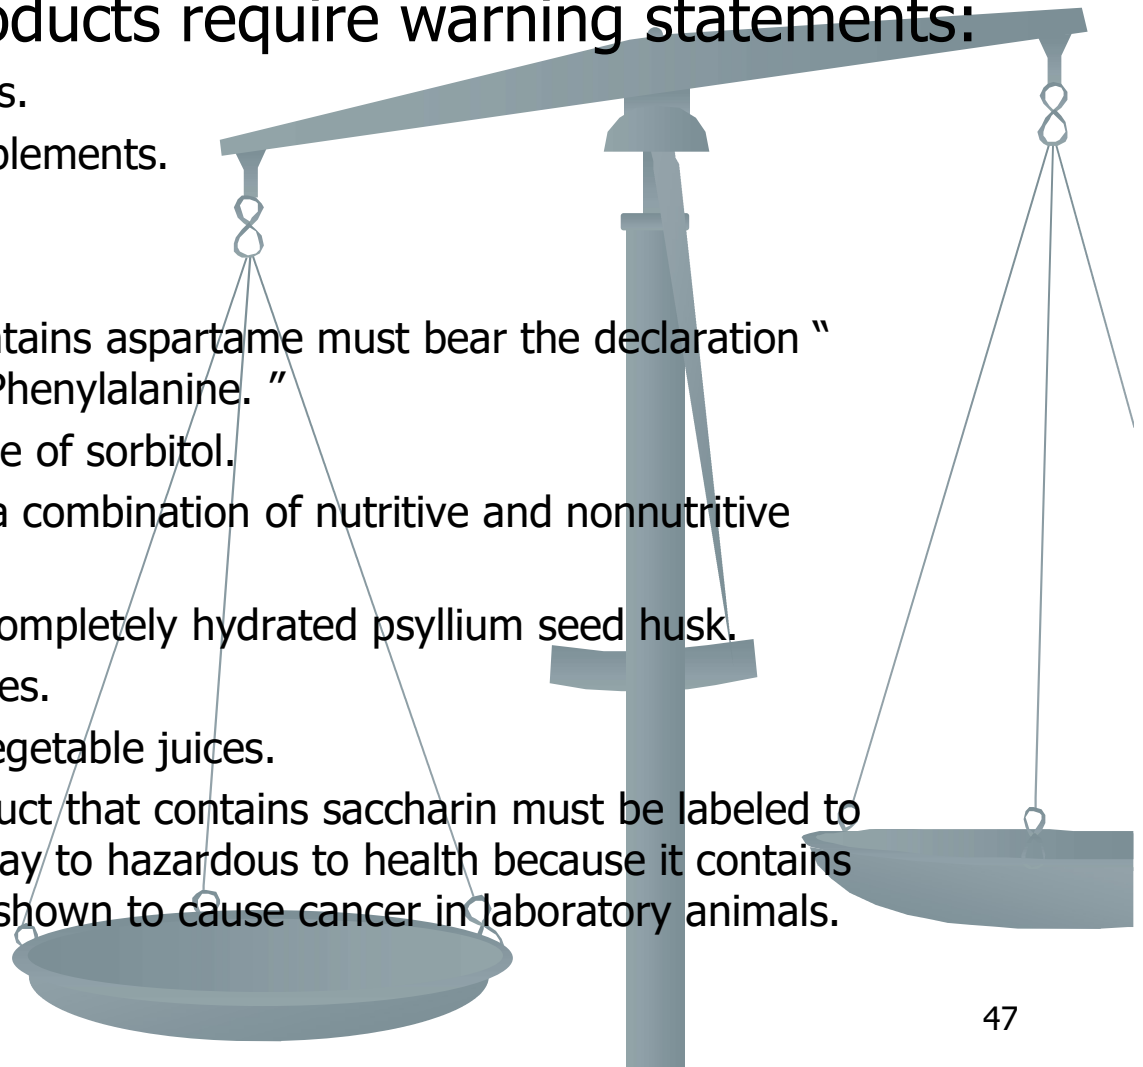 oducts require warning statements:
s.
plements.
tains aspartame must bear the declaration “
Phenylalanine. ”
e of sorbitol.
a combination of nutritive and nonnutritive
ompletely hydrated psyllium seed husk.
es.
egetable juices.
uct that contains saccharin must be labeled to
ay to hazardous to health because it contains
shown to cause cancer in laboratory animals.
47